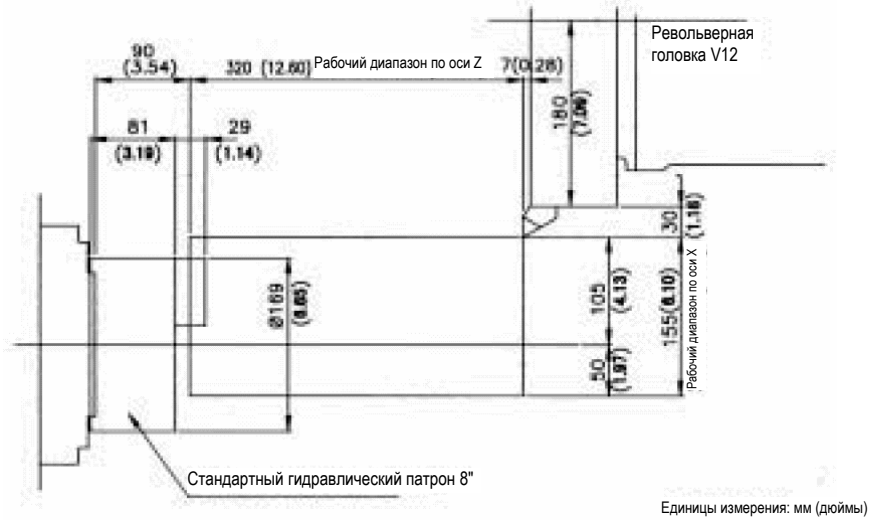 90
(3.54)
320 (12.60) Рабочий диапазон по оси Z
7(0.28)
Револьверная
головка V12
180
(7.09)
81
(3.19)
29
(1.14)
30
(1.18)
Ø169
(6.65)
105
(4.13)
155(6.10)
Рабочий диапазон по оси X
50
(1.97)
Стандартный гидравлический патрон 8"
Единицы измерения: мм (дюймы)